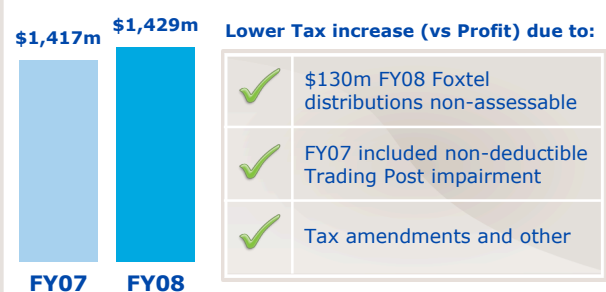 $1,417m
$1,429m
FY07
FY08
Lower Tax increase (vs Profit) due to:
$130m FY08 Foxtel
distributions non-assessable
FY07 included non-deductible
Trading Post impairment
Tax amendments and other